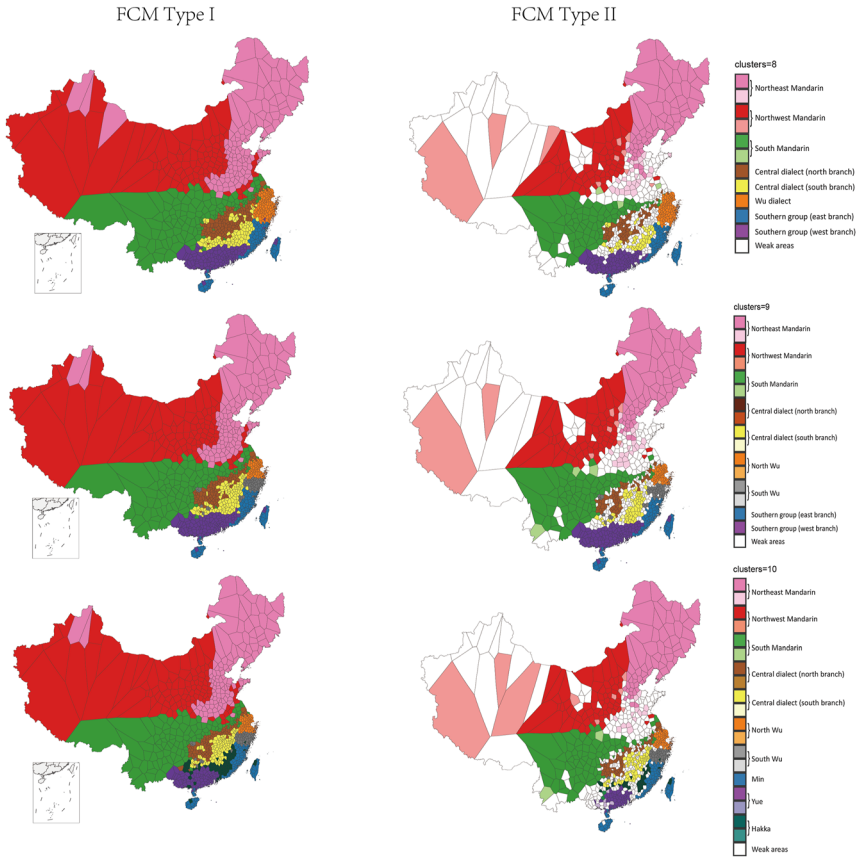 FCM Type I
FCM Type II
clusters=8
Northeast Mandarin
Northwest Mandarin
South Mandarin
Central dialect (north branch)
Central dialect (south branch)
Wu dialect
Southern group (east branch)
Southern group (west branch)
Weak areas
clusters=9
Northeast Mandarin
Northwest Mandarin
South Mandarin
Central dialect (north branch)
Central dialect (south branch)
North Wu
South Wu
Southern group (east branch)
Southern group (west branch)
Weak areas
clusters=10
Northeast Mandarin
Northwest Mandarin
South Mandarin
Central dialect (north branch)
Central dialect (south branch)
North Wu
South Wu
Min
Yue
Hakka
Weak areas